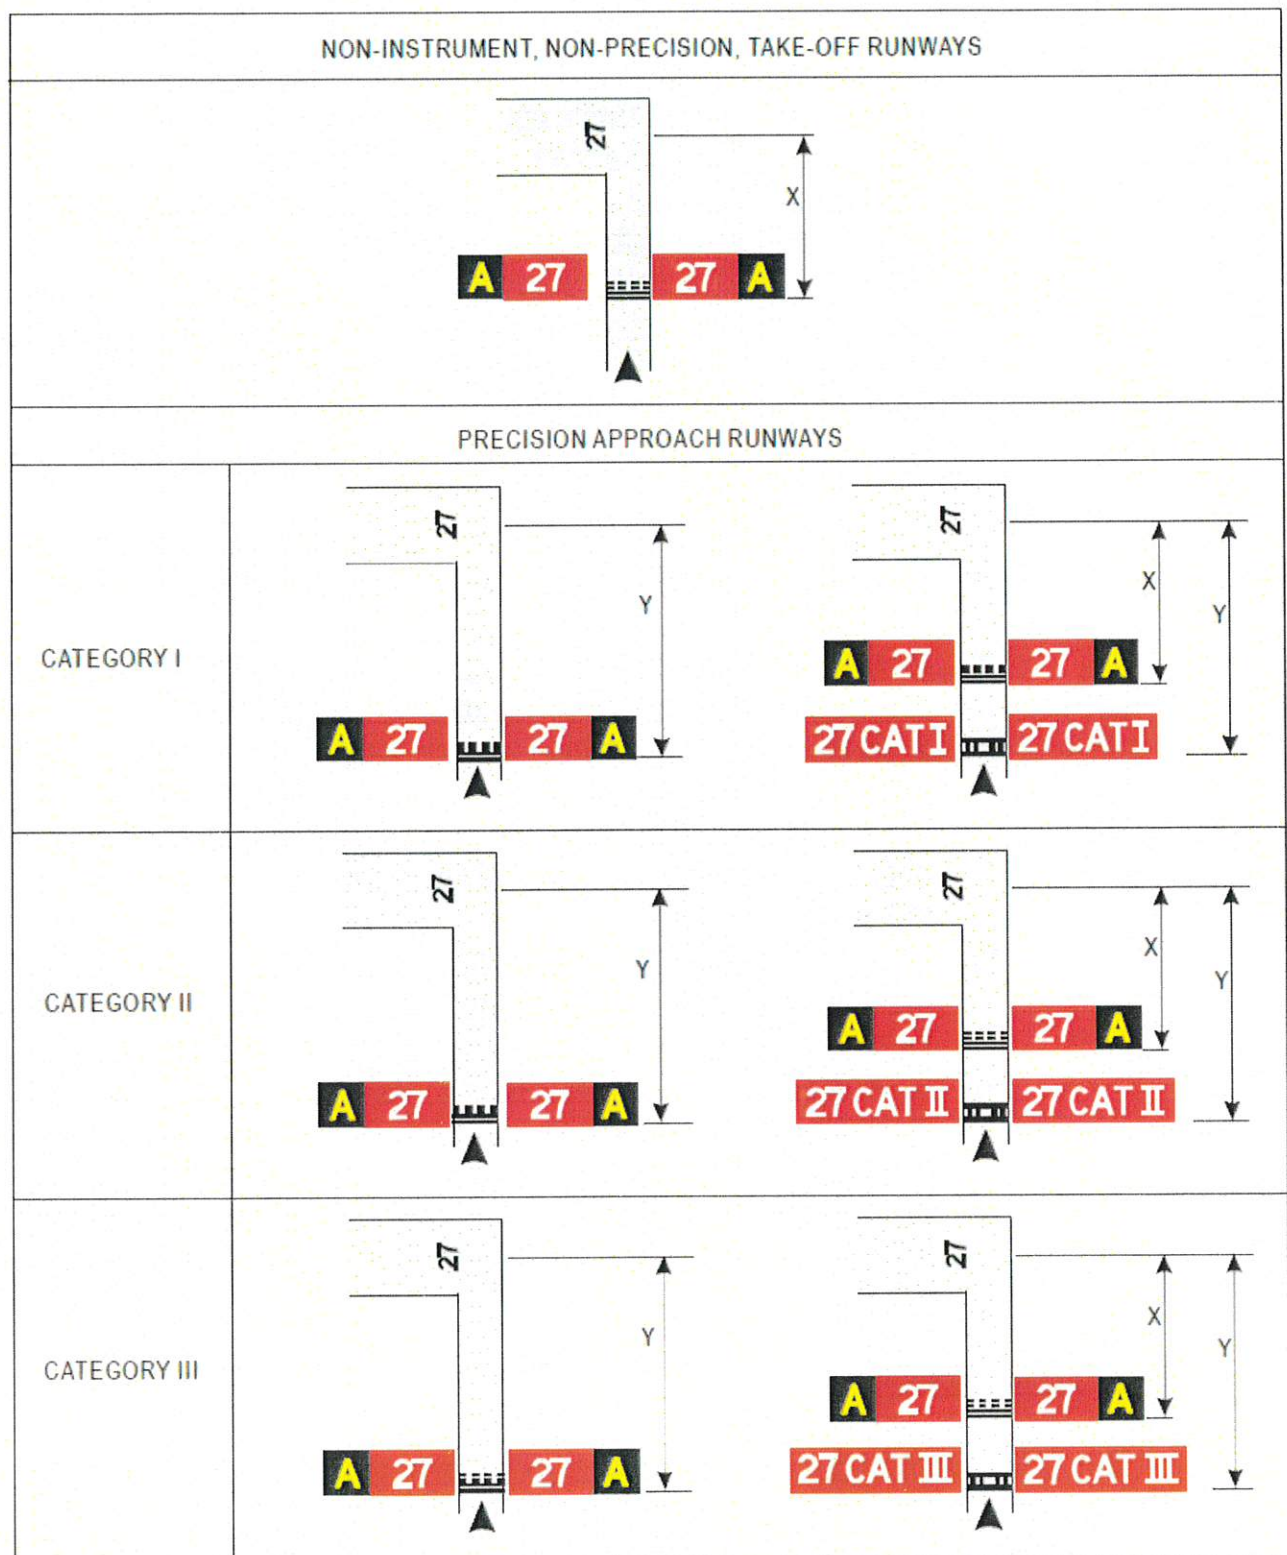 NON-INSTRUMENT, NON-PRECISION, TAKE-OFF RUNWAYS
27
X
A 27 27 A
PRECISION APPROACH RUNWAYS
CATEGORY I
27
Y
A 27 27 A
27
X
Y
A 27 27 A
27 CAT I 27 CAT I
CATEGORY II
27
Y
A 27 27 A
27
X
Y
A 27 27 A
27 CAT II 27 CAT II
CATEGORY III
27
Y
A 27 27 A
27
X
Y
A 27 27 A
27 CAT III 27 CAT III